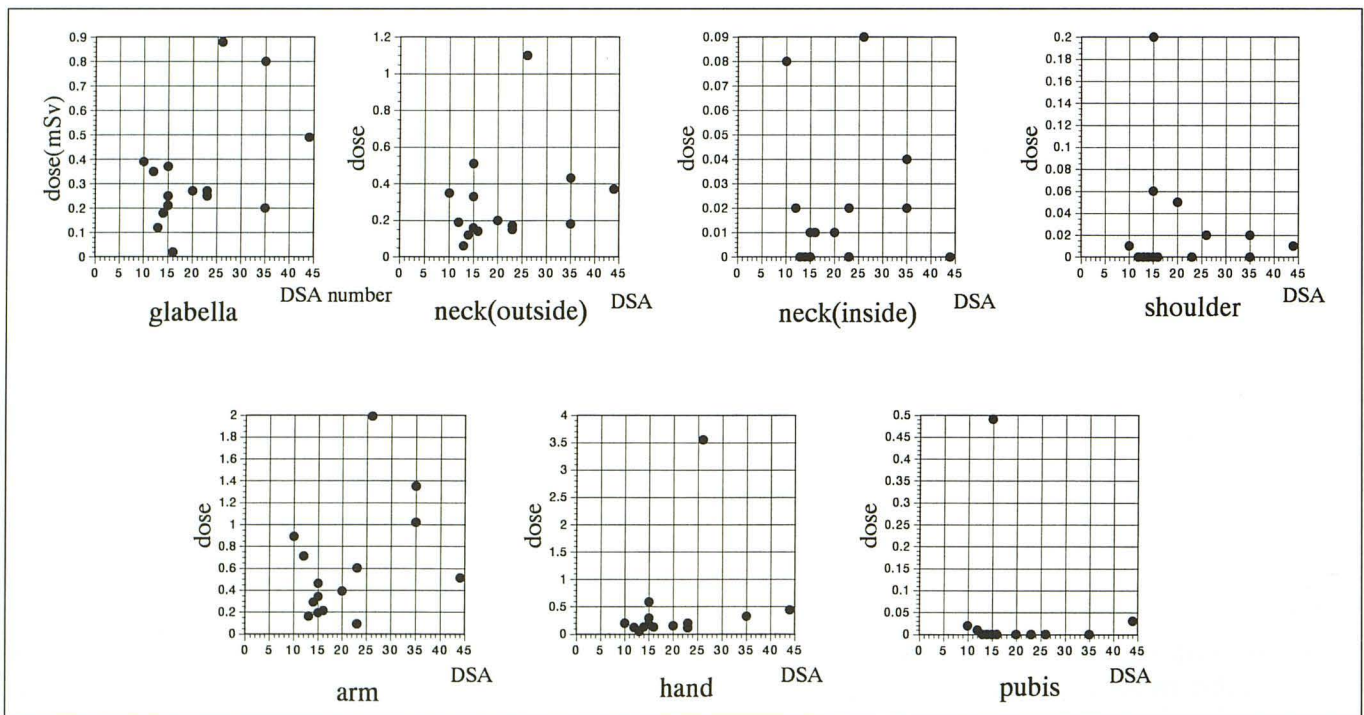 dose(mSv)
0.9
0.8
0.7
0.6
0.5
0.4
0.3
0.2
0.1
0
0 5 10 15 20 25 30 35 40 45
DSA number
glabella
dose
1.2
1
0.8
0.6
0.4
0.2
0
0 5 10 15 20 25 30 35 40 45
DSA
neck(outside)
dose
0.09
0.08
0.07
0.06
0.05
0.04
0.03
0.02
0.01
0
0 5 10 15 20 25 30 35 40 45
DSA
neck(inside)
dose
0.2
0.18
0.16
0.14
0.12
0.1
0.08
0.06
0.04
0.02
0
0 5 10 15 20 25 30 35 40 45
DSA
shoulder
dose
2
1.8
1.6
1.4
1.2
1
0.8
0.6
0.4
0.2
0
0 5 10 15 20 25 30 35 40 45
DSA
arm
dose
4
3.5
3
2.5
2
1.5
1
0.5
0
0 5 10 15 20 25 30 35 40 45
DSA
hand
dose
0.5
0.45
0.4
0.35
0.3
0.25
0.2
0.15
0.1
0.05
0
0 5 10 15 20 25 30 35 40 45
DSA
pubis